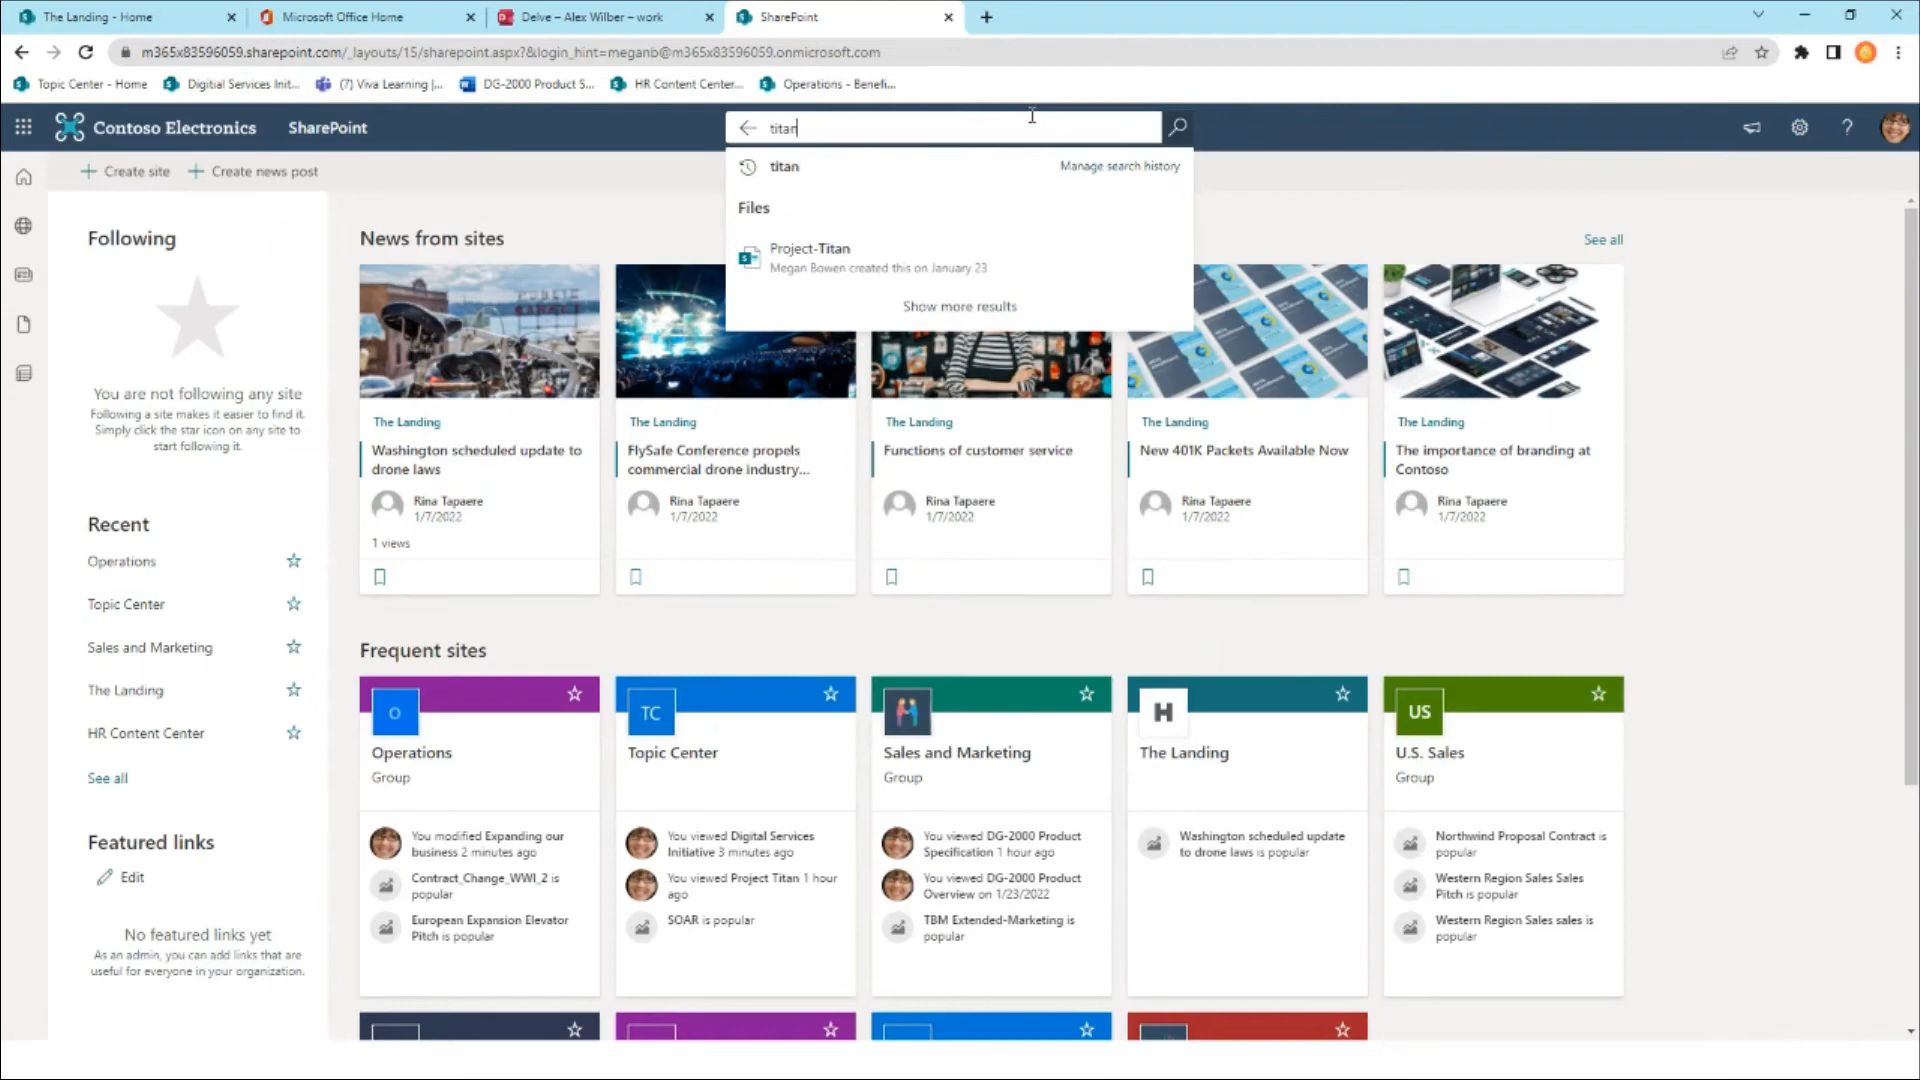 The Landing - Home
Microsoft Office Home
Delve – Alex Wilber – work
SharePoint
m365x83596059.sharepoint.com/_layouts/15/sharepoint.aspx?&login_hint=meganb@m365x83596059.onmicrosoft.com
Topic Center - Home
Digitial Services Init...
(7) Viva Learning |...
DG-2000 Product S...
HR Content Center...
Operations - Benefi...
Contoso Electronics
SharePoint
titan
titan
Manage search history
Files
Project-Titan
Megan Bowen created this on January 23
Show more results
Create site
Create news post
Following
You are not following any site
Following a site makes it easier to find it.
Simply click the star icon on any site to
start following it.
Recent
Operations
Topic Center
Sales and Marketing
The Landing
HR Content Center
See all
Featured links
Edit
No featured links yet
As an admin, you can add links that are
useful for everyone in your organization.
News from sites
See all
PUBLIC
MARKET
The Landing
Washington scheduled update to
drone laws
Rina Tapaere
1/7/2022
1 views
The Landing
FlySafe Conference propels
commercial drone industry...
Rina Tapaere
1/7/2022
The Landing
Functions of customer service
Rina Tapaere
1/7/2022
The Landing
New 401K Packets Available Now
Rina Tapaere
1/7/2022
The Landing
The importance of branding at
Contoso
Rina Tapaere
1/7/2022
Frequent sites
O
Operations
Group
You modified Expanding our
business 2 minutes ago
Contract_Change_WWI_2 is
popular
European Expansion Elevator
Pitch is popular
TC
Topic Center
You viewed Digital Services
Initiative 3 minutes ago
You viewed Project Titan 1 hour
ago
SOAR is popular
Sales and Marketing
Group
You viewed DG-2000 Product
Specification 1 hour ago
You viewed DG-2000 Product
Overview on 1/23/2022
TBM Extended-Marketing is
popular
H
The Landing
Washington scheduled update
to drone laws is popular
US
U.S. Sales
Group
Northwind Proposal Contract is
popular
Western Region Sales Sales
Pitch is popular
Western Region Sales sales is
popular